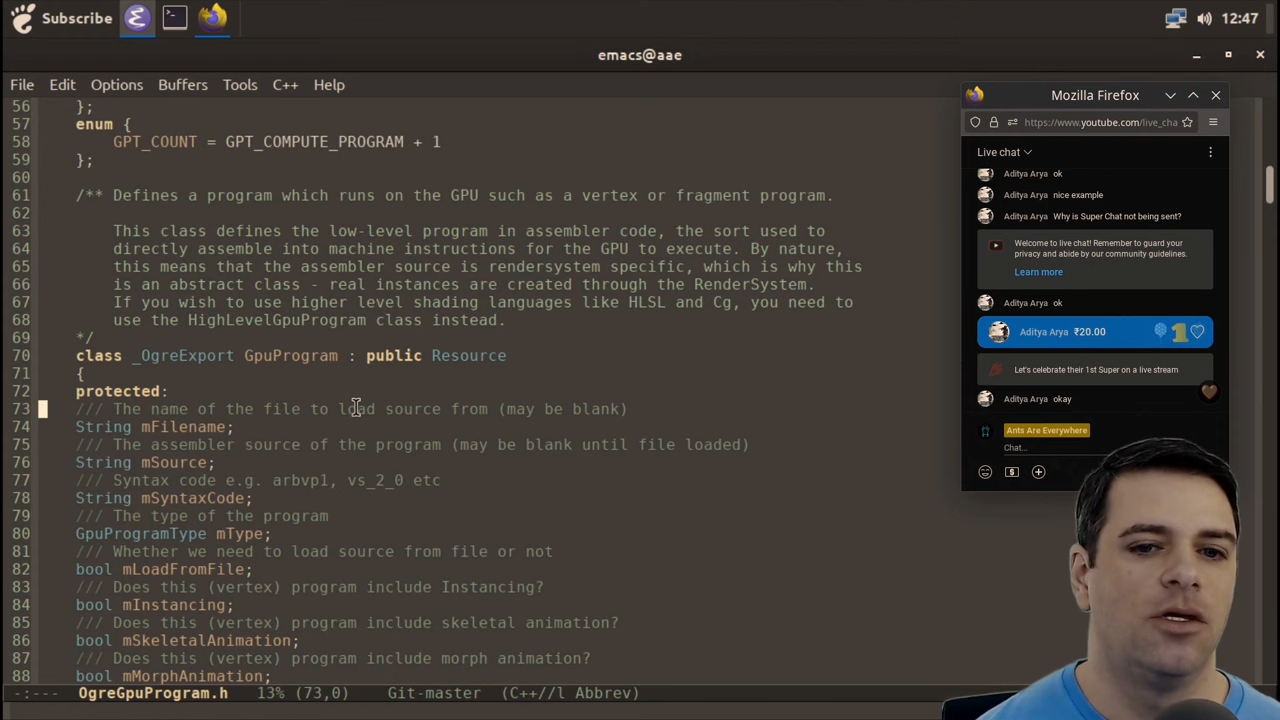 Subscribe
12:47
emacs@aae
File Edit Options Buffers Tools C++ Help
56 };
57 enum {
58 GPT_COUNT = GPT_COMPUTE_PROGRAM + 1
59 };
60
61 /** Defines a program which runs on the GPU such as a vertex or fragment program.
62
63 This class defines the low-level program in assembler code, the sort used to
64 directly assemble into machine instructions for the GPU to execute. By nature,
65 this means that the assembler source is rendersystem specific, which is why this
66 is an abstract class - real instances are created through the RenderSystem.
67 If you wish to use higher level shading languages like HLSL and Cg, you need to
68 use the HighLevelGpuProgram class instead.
69 */
70 class _OgreExport GpuProgram : public Resource
71 {
72 protected:
73 /// The name of the file to load source from (may be blank)
74 String mFilename;
75 /// The assembler source of the program (may be blank until file loaded)
76 String mSource;
77 /// Syntax code e.g. arbvp1, vs_2_0 etc
78 String mSyntaxCode;
79 /// The type of the program
80 GpuProgramType mType;
81 /// Whether we need to load source from file or not
82 bool mLoadFromFile;
83 /// Does this (vertex) program include Instancing?
84 bool mInstancing;
85 /// Does this (vertex) program include skeletal animation?
86 bool mSkeletalAnimation;
87 /// Does this (vertex) program include morph animation?
88 bool mMorphAnimation;
-:--- OgreGpuProgram.h 13% (73,0) Git-master (C++//l Abbrev)
Mozilla Firefox
https://www.youtube.com/live_cha
Live chat
Aditya Arya ok
Aditya Arya nice example
Aditya Arya Why is Super Chat not being sent?
Welcome to live chat! Remember to guard your
privacy and abide by our community guidelines.
Learn more
Aditya Arya ok
Aditya Arya ₹20.00
Let's celebrate their 1st Super on a live stream
Aditya Arya okay
Ants Are Everywhere
Chat...